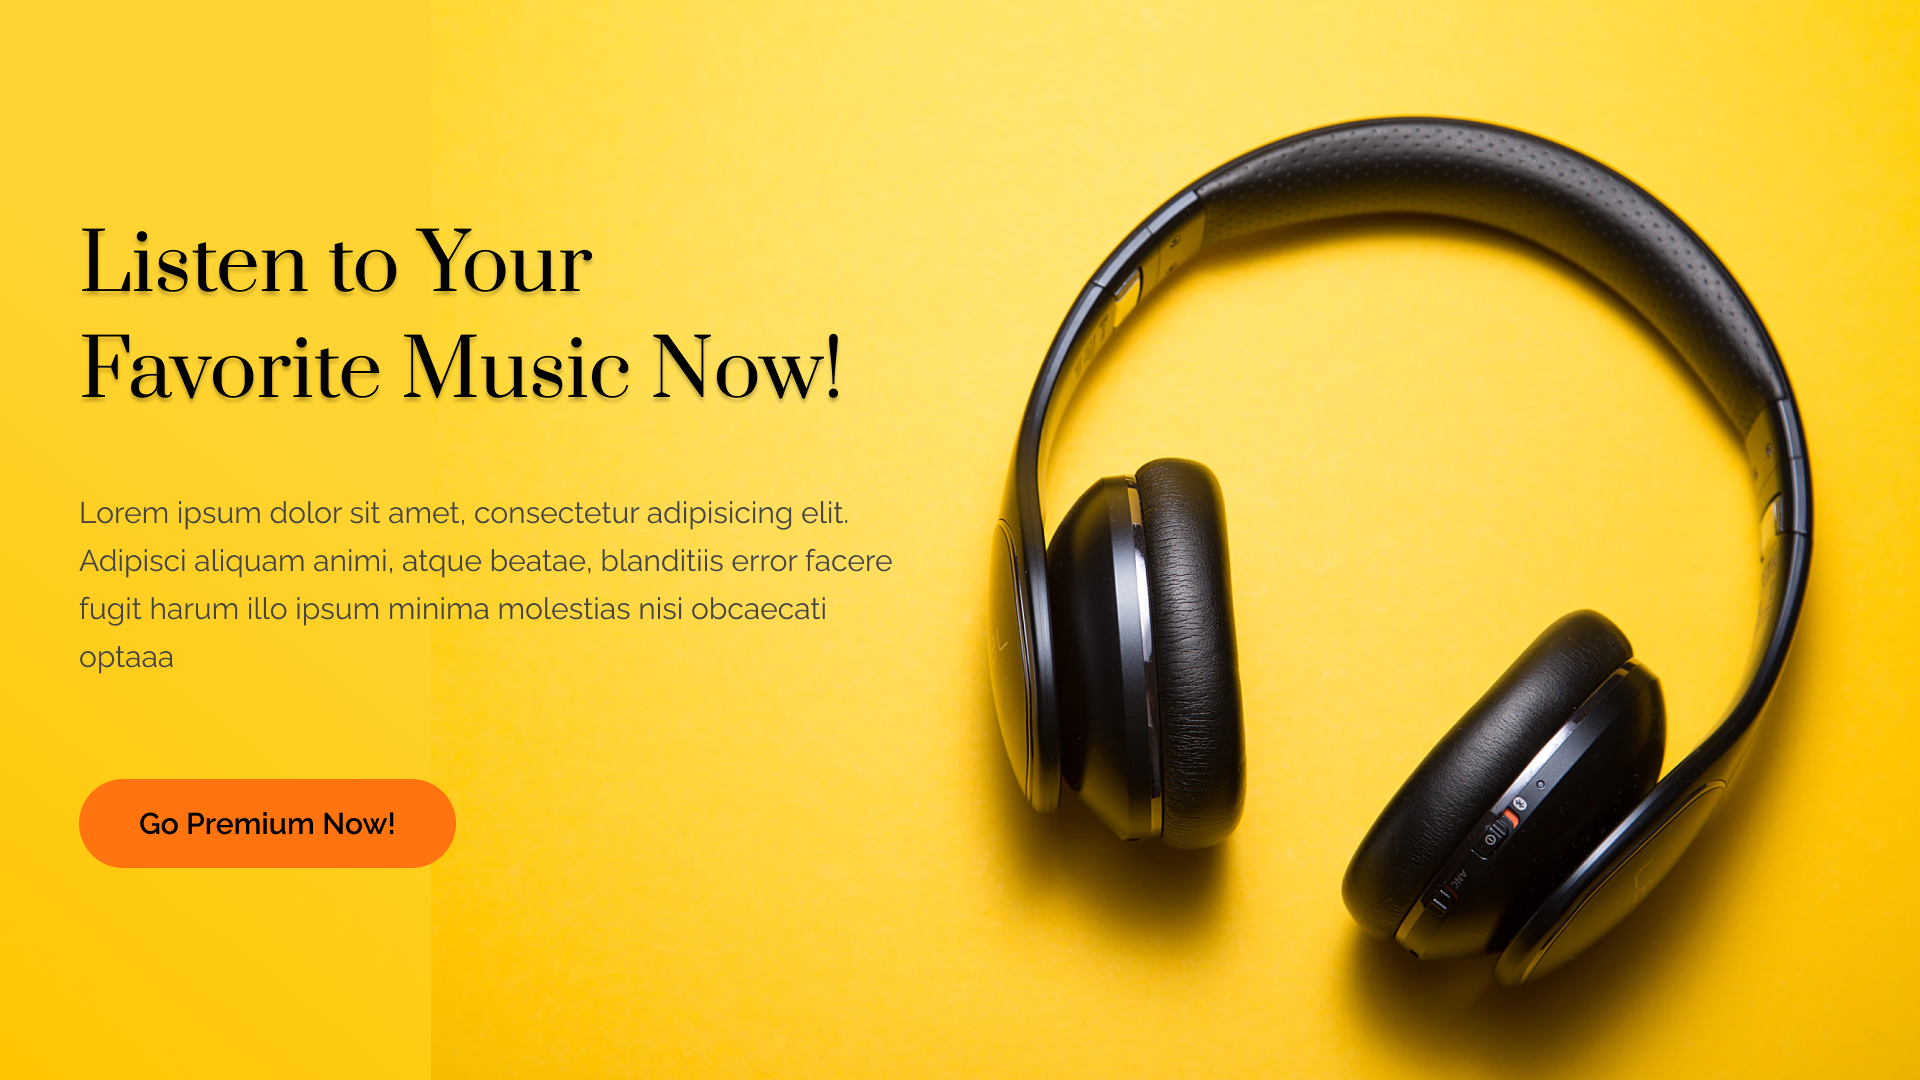 Listen to Your
Favorite Music Now!
Lorem ipsum dolor sit amet, consectetur adipisicing elit.
Adipisci aliquam animi, atque beatae, blanditiis error facere
fugit harum illo ipsum minima molestias nisi obcaecati
optaaa
Go Premium Now!
ANC